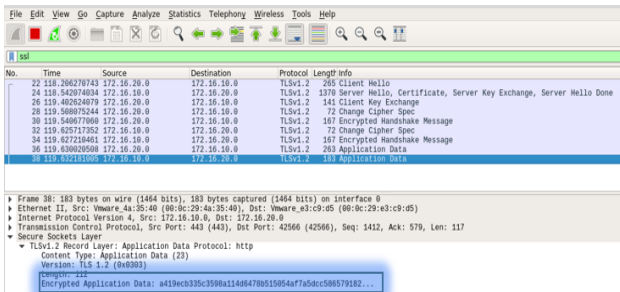 File Edit View Go Capture Analyze Statistics Telephony Wireless Tools Help
ssl
No. Time Source Destination Protocol Length Info
22 118.206270743 172.16.20.0 172.16.10.0 TLSv1.2 265 Client Hello
24 118.542074034 172.16.10.0 172.16.20.0 TLSv1.2 1370 Server Hello, Certificate, Server Key Exchange, Server Hello Done
26 119.402624079 172.16.20.0 172.16.10.0 TLSv1.2 141 Client Key Exchange
28 119.508075244 172.16.20.0 172.16.10.0 TLSv1.2 72 Change Cipher Spec
30 119.540677060 172.16.20.0 172.16.10.0 TLSv1.2 167 Encrypted Handshake Message
32 119.625717352 172.16.10.0 172.16.20.0 TLSv1.2 72 Change Cipher Spec
34 119.627210461 172.16.10.0 172.16.20.0 TLSv1.2 167 Encrypted Handshake Message
36 119.630020508 172.16.20.0 172.16.10.0 TLSv1.2 263 Application Data
38 119.632181005 172.16.10.0 172.16.20.0 TLSv1.2 183 Application Data
Frame 38: 183 bytes on wire (1464 bits), 183 bytes captured (1464 bits) on interface 0
Ethernet II, Src: Vmware_4a:35:40 (00:0c:29:4a:35:40), Dst: Vmware_e3:c9:d5 (00:0c:29:e3:c9:d5)
Internet Protocol Version 4, Src: 172.16.10.0, Dst: 172.16.20.0
Transmission Control Protocol, Src Port: 443 (443), Dst Port: 42566 (42566), Seq: 1412, Ack: 579, Len: 117
Secure Sockets Layer
TLSv1.2 Record Layer: Application Data Protocol: http
Content Type: Application Data (23)
Version: TLS 1.2 (0x0303)
Length: 112
Encrypted Application Data: a419ecb335c3598a114d6478b515054af7a5dcc506579182...